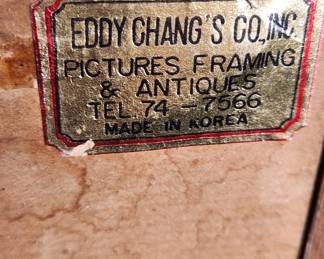 EDDY CHANG'S CO.,INC.
PICTURES FRAMING
& ANTIQUES
TEL 74-7566
MADE IN KOREA